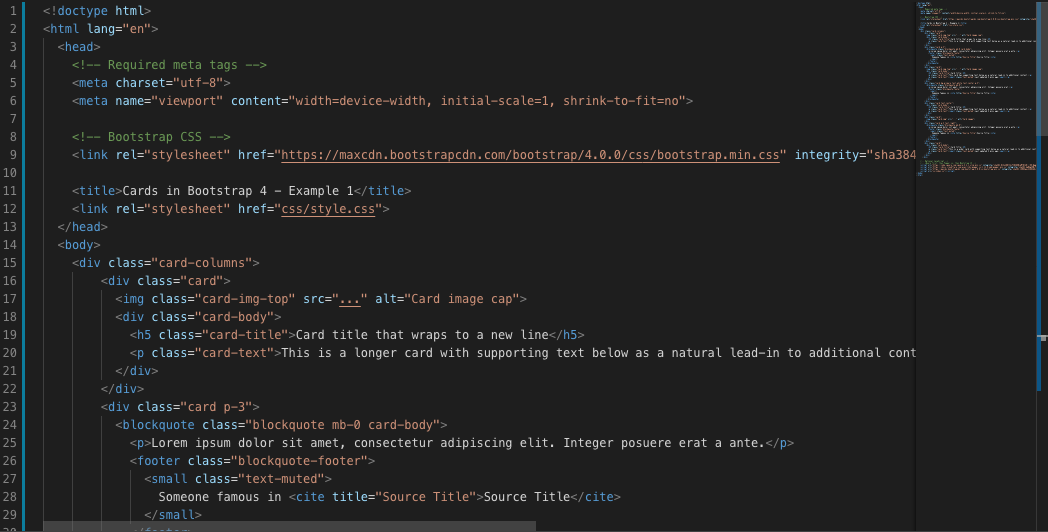 1 <!doctype html>
2 <html lang="en">
3 <head>
4 <!-- Required meta tags -->
5 <meta charset="utf-8">
6 <meta name="viewport" content="width=device-width, initial-scale=1, shrink-to-fit=no">
7
8 <!-- Bootstrap CSS -->
9 <link rel="stylesheet" href="https://maxcdn.bootstrapcdn.com/bootstrap/4.0.0/css/bootstrap.min.css" integrity="sha384
10
11 <title>Cards in Bootstrap 4 - Example 1</title>
12 <link rel="stylesheet" href="css/style.css">
13 </head>
14 <body>
15 <div class="card-columns">
16 <div class="card">
17 <img class="card-img-top" src="..." alt="Card image cap">
18 <div class="card-body">
19 <h5 class="card-title">Card title that wraps to a new line</h5>
20 <p class="card-text">This is a longer card with supporting text below as a natural lead-in to additional cont
21 </div>
22 </div>
23 <div class="card p-3">
24 <blockquote class="blockquote mb-0 card-body">
25 <p>Lorem ipsum dolor sit amet, consectetur adipiscing elit. Integer posuere erat a ante.</p>
26 <footer class="blockquote-footer">
27 <small class="text-muted">
28 Someone famous in <cite title="Source Title">Source Title</cite>
29 </small>